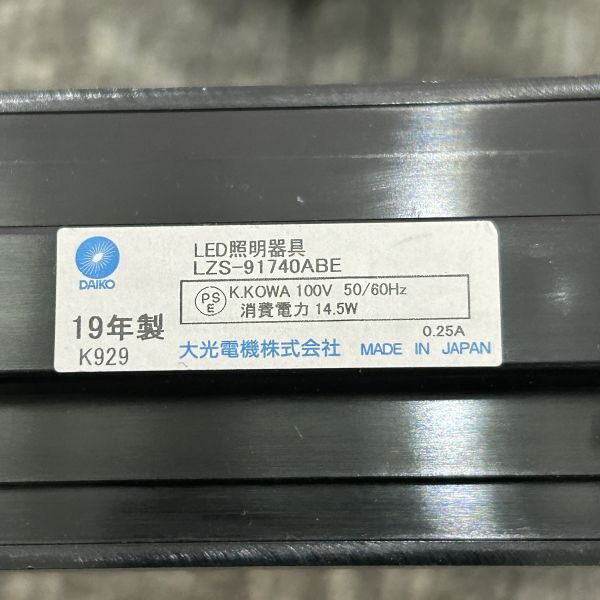 DAIKO
LED照明器具
LZS-91740ABE
PS
E
K.KOWA 100V 50/60Hz
消費電力 14.5W
0.25A
19年製
K929
大光電機株式会社 MADE IN JAPAN